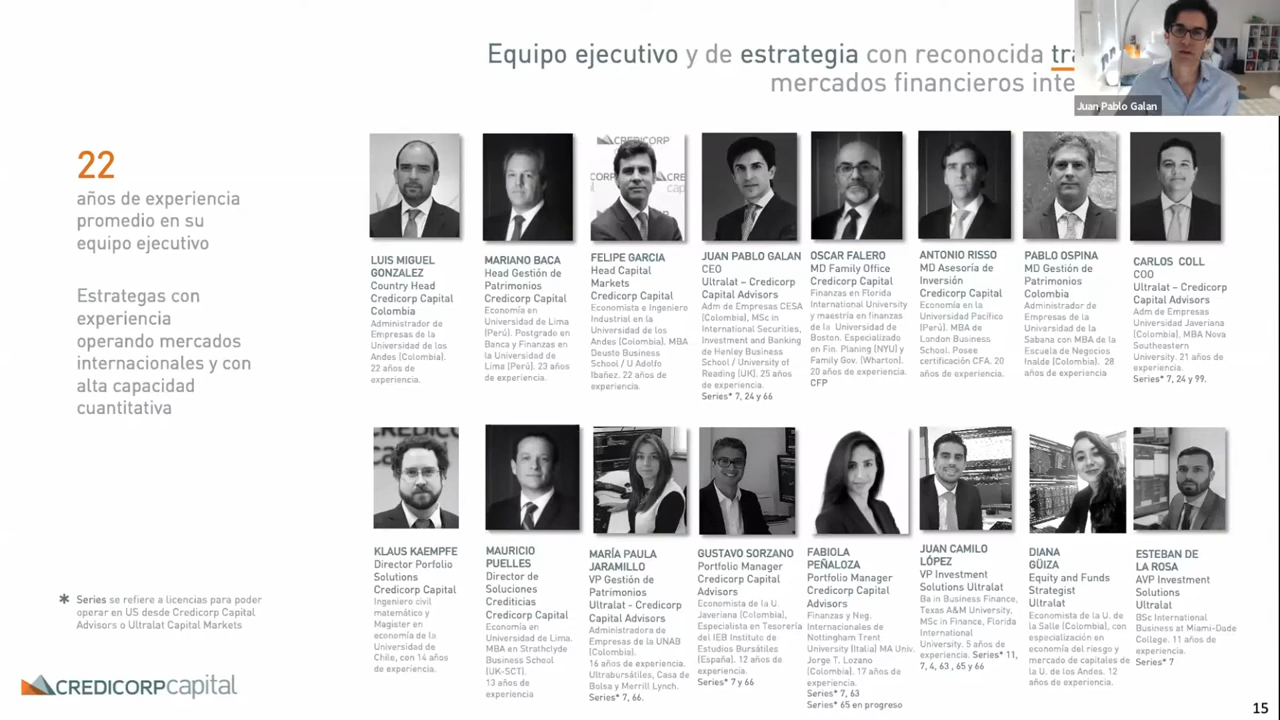 Equipo ejecutivo y de estrategia con reconocida
mercados financieros
Juan Pablo Galan
22
años de experiencia
promedio en su
equipo ejecutivo
Estrategas con
experiencia
operando mercados
internacionales y con
alta capacidad
cuantitativa
LUIS MIGUEL
GONZALEZ
Country Head
Credicorp Capital
Colombia
Administrador de
Empresas de la
Universidad de los
Andes (Colombia).
22 años de
experiencia.
MARIANO BACA
Head Gestión de
Patrimonios
Credicorp Capital
Economía en
Universidad de Lima
(Perú). Postgrado en
Banca y Finanzas en
la Universidad de
Lima (Perú). 23 años
de experiencia.
CREDICORP
FELIPE GARCIA
Head Capital
Markets
Credicorp Capital
Economista e Ingeniero
Industrial en la
Universidad de los
Andes (Colombia). MBA
Deusto Business
School / U Adolfo
Ibañez. 22 años de
experiencia.
JUAN PABLO GALAN
CEO
Ultralat – Credicorp
Capital Advisors
Adm de Empresas CESA
(Colombia), MSc in
International Securities,
Investment and Banking
de Henley Business
School / University of
Reading (UK). 25 años
de experiencia.
Series* 7, 24 y 66
OSCAR FALERO
MD Family Office
Credicorp Capital
Finanzas en Florida
International University
y maestría en finanzas
de la Universidad de
Boston. Especializado
en Fin. Planing (NYU) y
Family Gov. (Wharton).
20 años de experiencia.
CFP
ANTONIO RISSO
MD Asesoría de
Inversión
Credicorp Capital
Economía en la
Universidad Pacífico
(Perú). MBA de
London Business
School. Posee
certificación CFA. 20
años de experiencia.
PABLO OSPINA
MD Gestión de
Patrimonios
Colombia
Administrador de
Empresas de la
Universidad de la
Sabana con MBA de la
Escuela de Negocios
Inalde (Colombia). 28
años de experiencia
CARLOS COLL
COO
Ultralat – Credicorp
Capital Advisors
Adm de Empresas
Universidad Javeriana
(Colombia), MBA Nova
Southeastern
University. 21 años de
experiencia.
Series* 7, 24 y 99.
KLAUS KAEMPFE
Director Porfolio
Solutions
Credicorp Capital
Ingeniero civil
matemático y
Magister en
economía de la
Universidad de
Chile, con 14 años
de experiencia.
MAURICIO
PUELLES
Director de
Soluciones
Crediticias
Credicorp Capital
Economía en
Universidad de Lima.
MBA en Strathclyde
Business School
(UK-SCT).
13 años de
experiencia
MARÍA PAULA
JARAMILLO
VP Gestión de
Patrimonios
Ultralat - Credicorp
Capital Advisors
Administradora de
Empresas de la UNAB
(Colombia).
16 años de experiencia.
Ultrabursátiles, Casa de
Bolsa y Merrill Lynch.
Series* 7, 66.
GUSTAVO SORZANO
Portfolio Manager
Credicorp Capital
Advisors
Economista de la U.
Javeriana (Colombia),
Especialista en Tesorería
del IEB Instituto de
Estudios Bursátiles
(España). 12 años de
experiencia.
Series* 7 y 66
FABIOLA
PEÑALOZA
Portfolio Manager
Credicorp Capital
Advisors
Finanzas y Neg.
Internacionales de
Nottingham Trent
University (Italia) MA Univ.
Jorge T. Lozano
(Colombia). 17 años de
experiencia.
Series* 7, 63
Series* 65 en progreso
JUAN CAMILO
LÓPEZ
VP Investment
Solutions Ultralat
Ba in Business Finance,
Texas A&M University,
MSc in Finance, Florida
International
University. 5 años de
experiencia. Series* 11,
7, 4, 63 , 65 y 66
DIANA
GÜIZA
Equity and Funds
Strategist
Ultralat
Economista de la U. de
la Salle (Colombia), con
especialización en
economía del riesgo y
mercado de capitales de
la U. de los Andes. 12
años de experiencia.
ESTEBAN DE
LA ROSA
AVP Investment
Solutions
Ultralat
BSc International
Business at Miami-Dade
College. 11 años de
experiencia.
Series* 7
* Series se refiere a licencias para poder
operar en US desde Credicorp Capital
Advisors o Ultralat Capital Markets
CREDICORPcapital
15